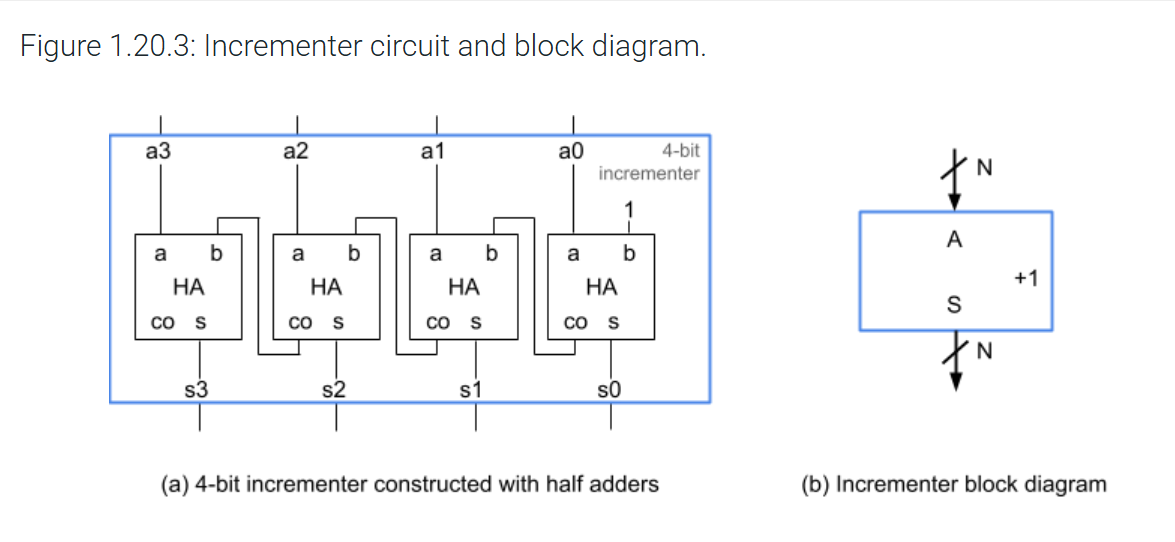 Figure 1.20.3: Incrementer circuit and block diagram.
a3 a2 a1 a0 4-bit
incrementer
1
a b a b a b a b
HA HA HA HA
co s co s co s co s
s3 s2 s1 s0
(a) 4-bit incrementer constructed with half adders
N
A
+1
S
N
(b) Incrementer block diagram